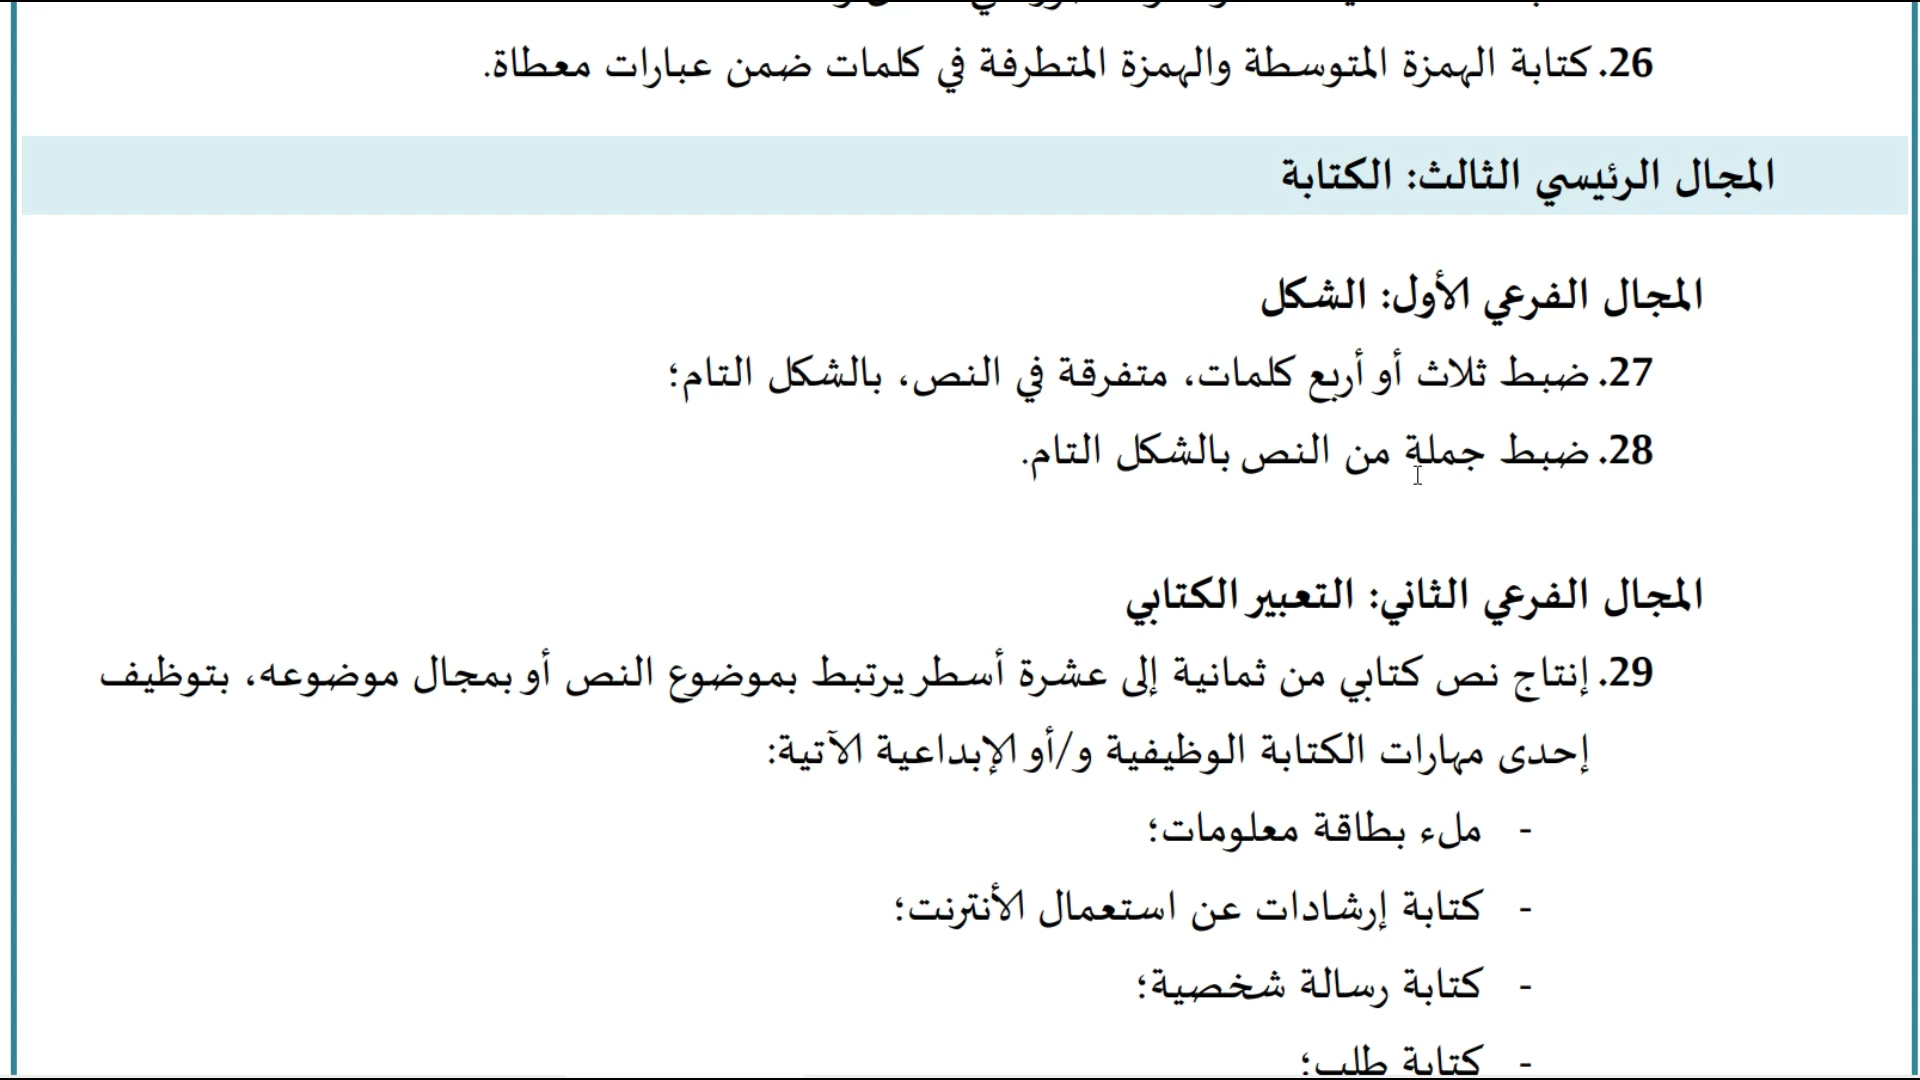 26. كتابة الهمزة المتوسطة والهمزة المتطرفة في كلمات ضمن عبارات معطاة.
المجال الرئيسي الثالث: الكتابة
المجال الفرعي الأول: الشكل
27. ضبط ثلاث أو أربع كلمات، متفرقة في النص، بالشكل التام؛
28. ضبط جملة من النص بالشكل التام.
المجال الفرعي الثاني: التعبير الكتابي
29. إنتاج نص كتابي من ثمانية إلى عشرة أسطر يرتبط بموضوع النص أو بمجال موضوعه، بتوظيف
إحدى مهارات الكتابة الوظيفية و/أو الإبداعية الآتية:
- ملء بطاقة معلومات؛
- كتابة إرشادات عن استعمال الأنترنت؛
- كتابة رسالة شخصية؛
- كتابة طلب؛